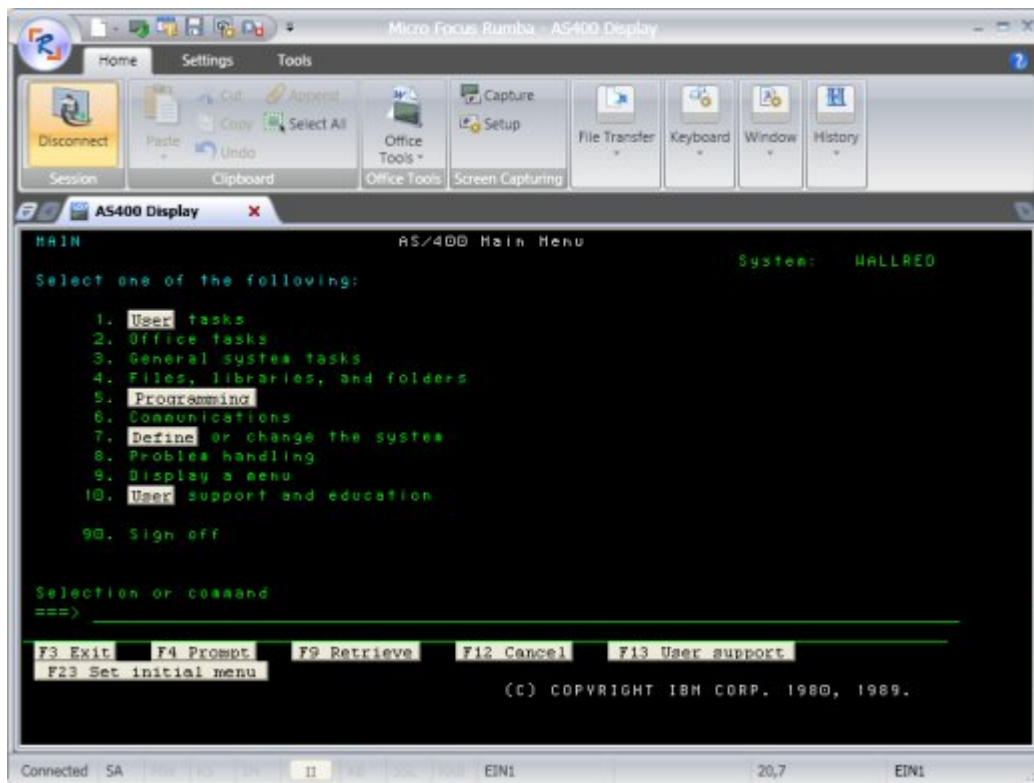 Micro Focus Rumba - AS400 Display
Home Settings Tools
Disconnect
Session
Paste
Cut
Copy
Undo
Append
Select All
Clipboard
Office Tools
Office Tools
Capture
Setup
Screen Capturing
File Transfer
Keyboard
Window
History
AS400 Display
MAIN AS/400 Main Menu
System: WALLRED
Select one of the following:
1. User tasks
2. Office tasks
3. General system tasks
4. Files, libraries, and folders
5. Programming
6. Communications
7. Define or change the system
8. Problem handling
9. Display a menu
10. User support and education
90. Sign off
Selection or command
===>
F3 Exit F4 Prompt F9 Retrieve F12 Cancel F13 User support
F23 Set initial menu
(C) COPYRIGHT IBM CORP. 1980, 1989.
Connected SA II EIN1 20,7 EIN1